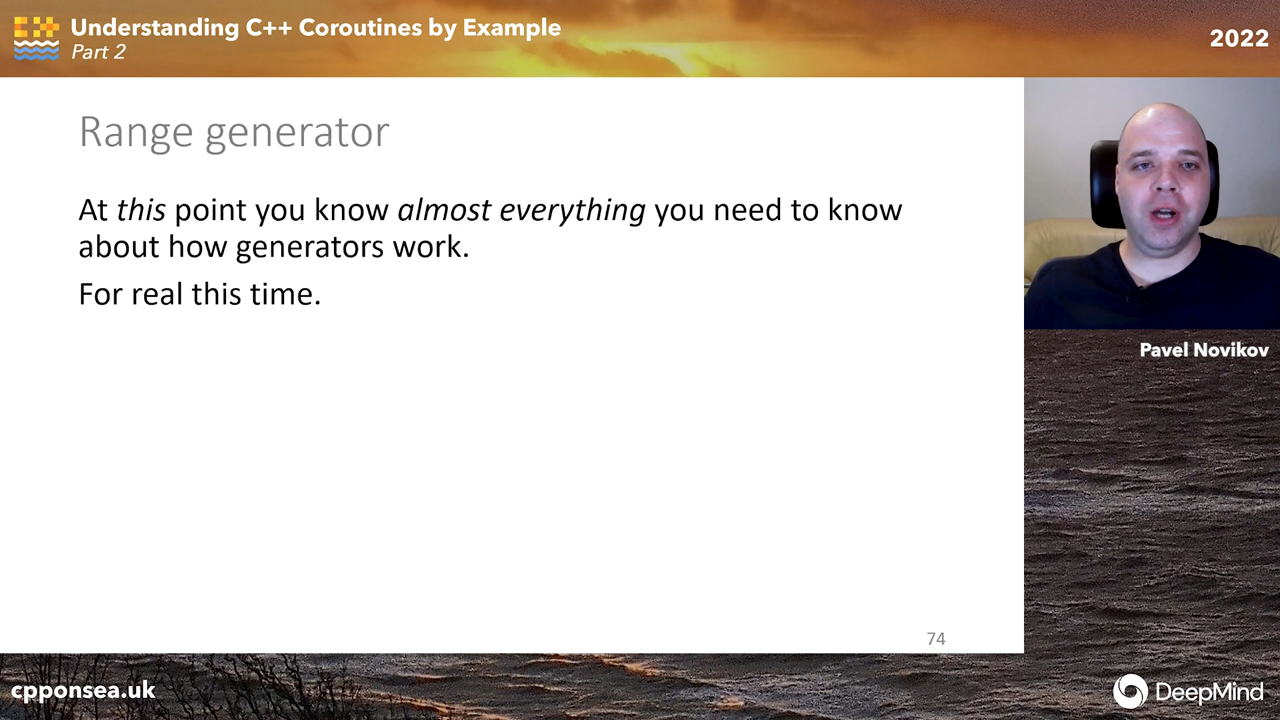 Understanding C++ Coroutines by Example
Part 2
2022
Range generator
At this point you know almost everything you need to know
about how generators work.
For real this time.
74
Pavel Novikov
cpponsea.uk
DeepMind